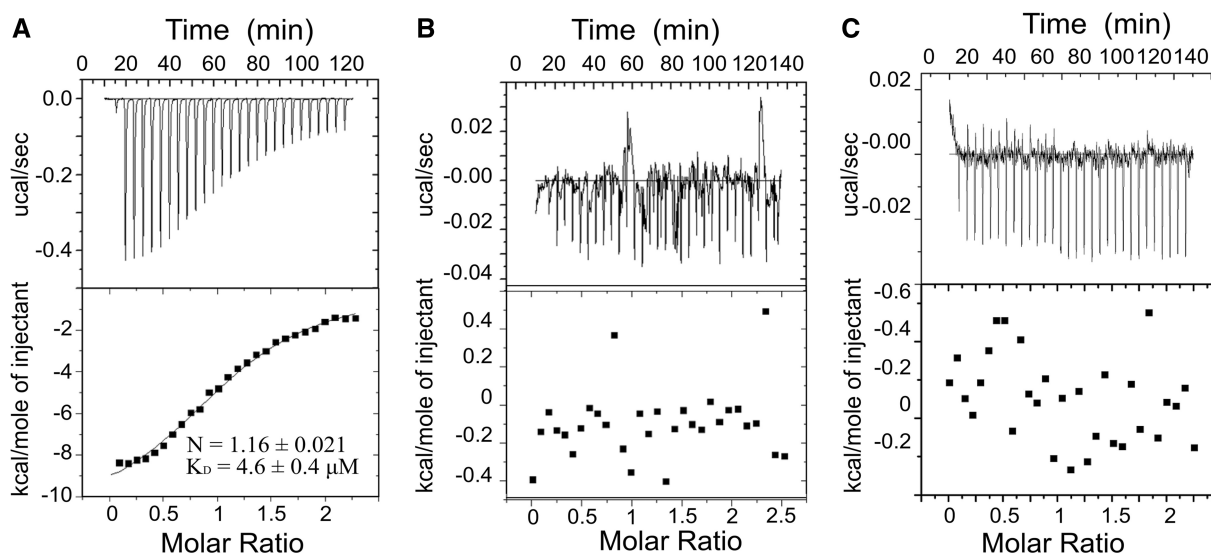 A
Time (min)
0 20 40 60 80 100 120
ucal/sec
0.0
-0.2
-0.4
kcal/mole of injectant
-2
-4
-6
-8
-10
N = 1.16 ± 0.021
KD = 4.6 ± 0.4 µM
0 0.5 1 1.5 2
Molar Ratio
B
Time (min)
0 20 40 60 80 100 120 140
ucal/sec
0.02
-0.00
-0.02
-0.04
kcal/mole of injectant
0.4
0.2
0
-0.2
-0.4
0 0.5 1 1.5 2 2.5
Molar Ratio
C
Time (min)
0 20 40 60 80 100 120 140
ucal/sec
0.02
-0.00
-0.02
kcal/mole of injectant
-0.6
-0.4
-0.2
0
0.2
0 0.5 1 1.5 2
Molar Ratio